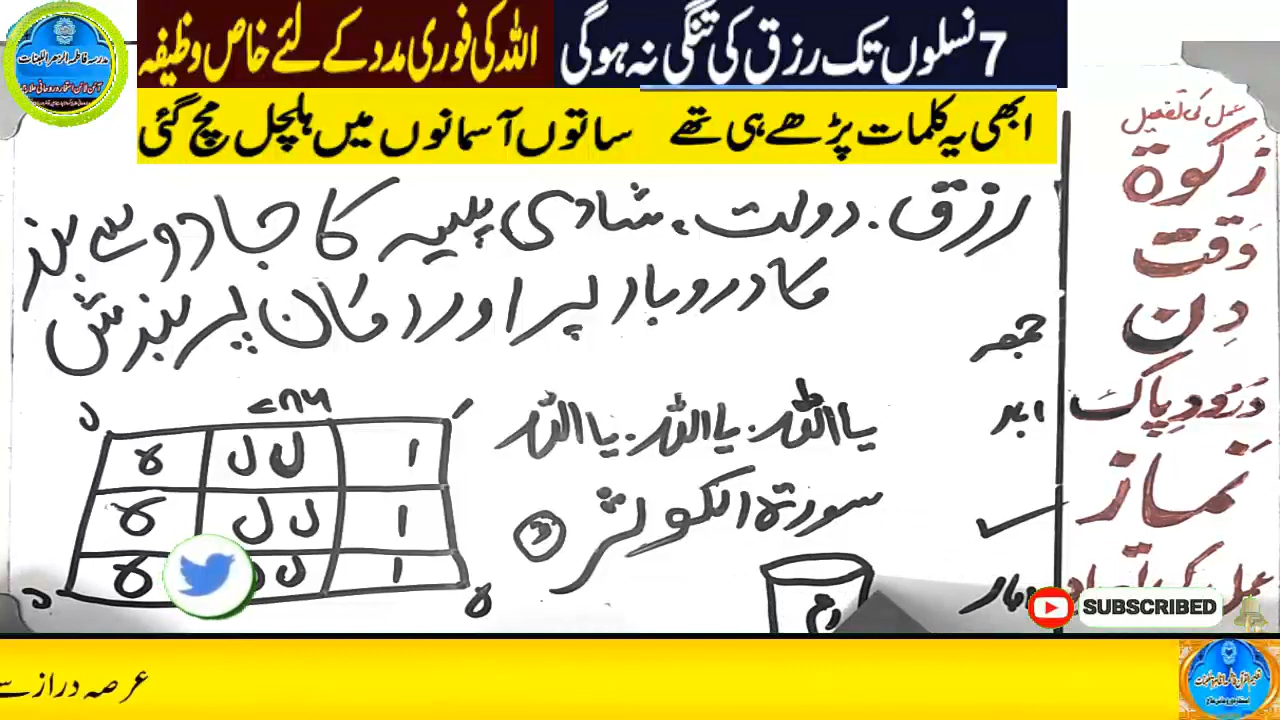 7 نسلوں تک رزق کی تنگی نہ ہوگی
اللہ کی فوری مدد کے لئے خاص وظیفہ
ابھی یہ کلمات پڑھے ہی تھے ساتوں آسمانوں میں ہلچل مچ گئی
رزق . دولت ، شادی پیسہ کا جادو سے بند
کاروبار پر اور دکان پر بندش
یا اللہ . یا اللہ . یا اللہ
سورۃ الکوثر
ا ل ل ہ
ا ل ل ہ
ا ل ہ
عمل کی تفصیل
زکوۃ
وقت
دن
درود پاک
نماز
عمل کی
دم
SUBSCRIBED
عرصہ دراز سے